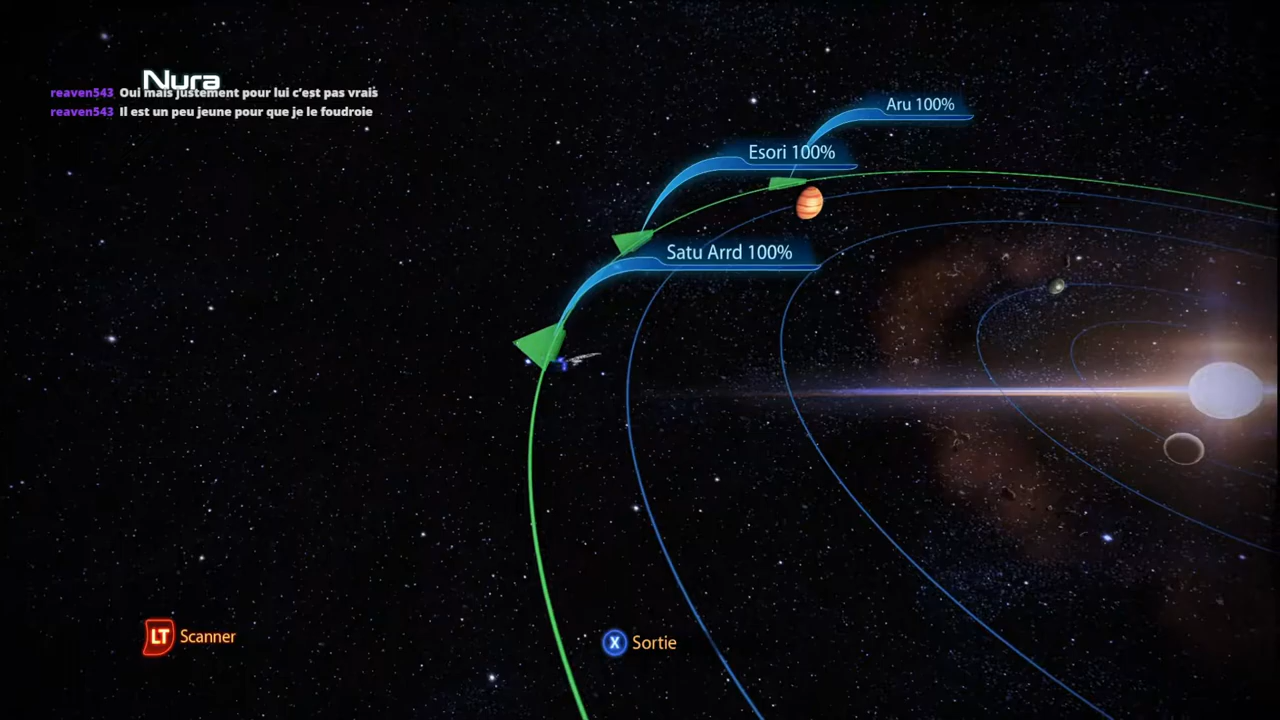 Nura
reaven543 Oui mais justement pour lui c'est pas vrais
reaven543 Il est un peu jeune pour que je le foudroie
Aru 100%
Esori 100%
Satu Arrd 100%
LT Scanner
X Sortie